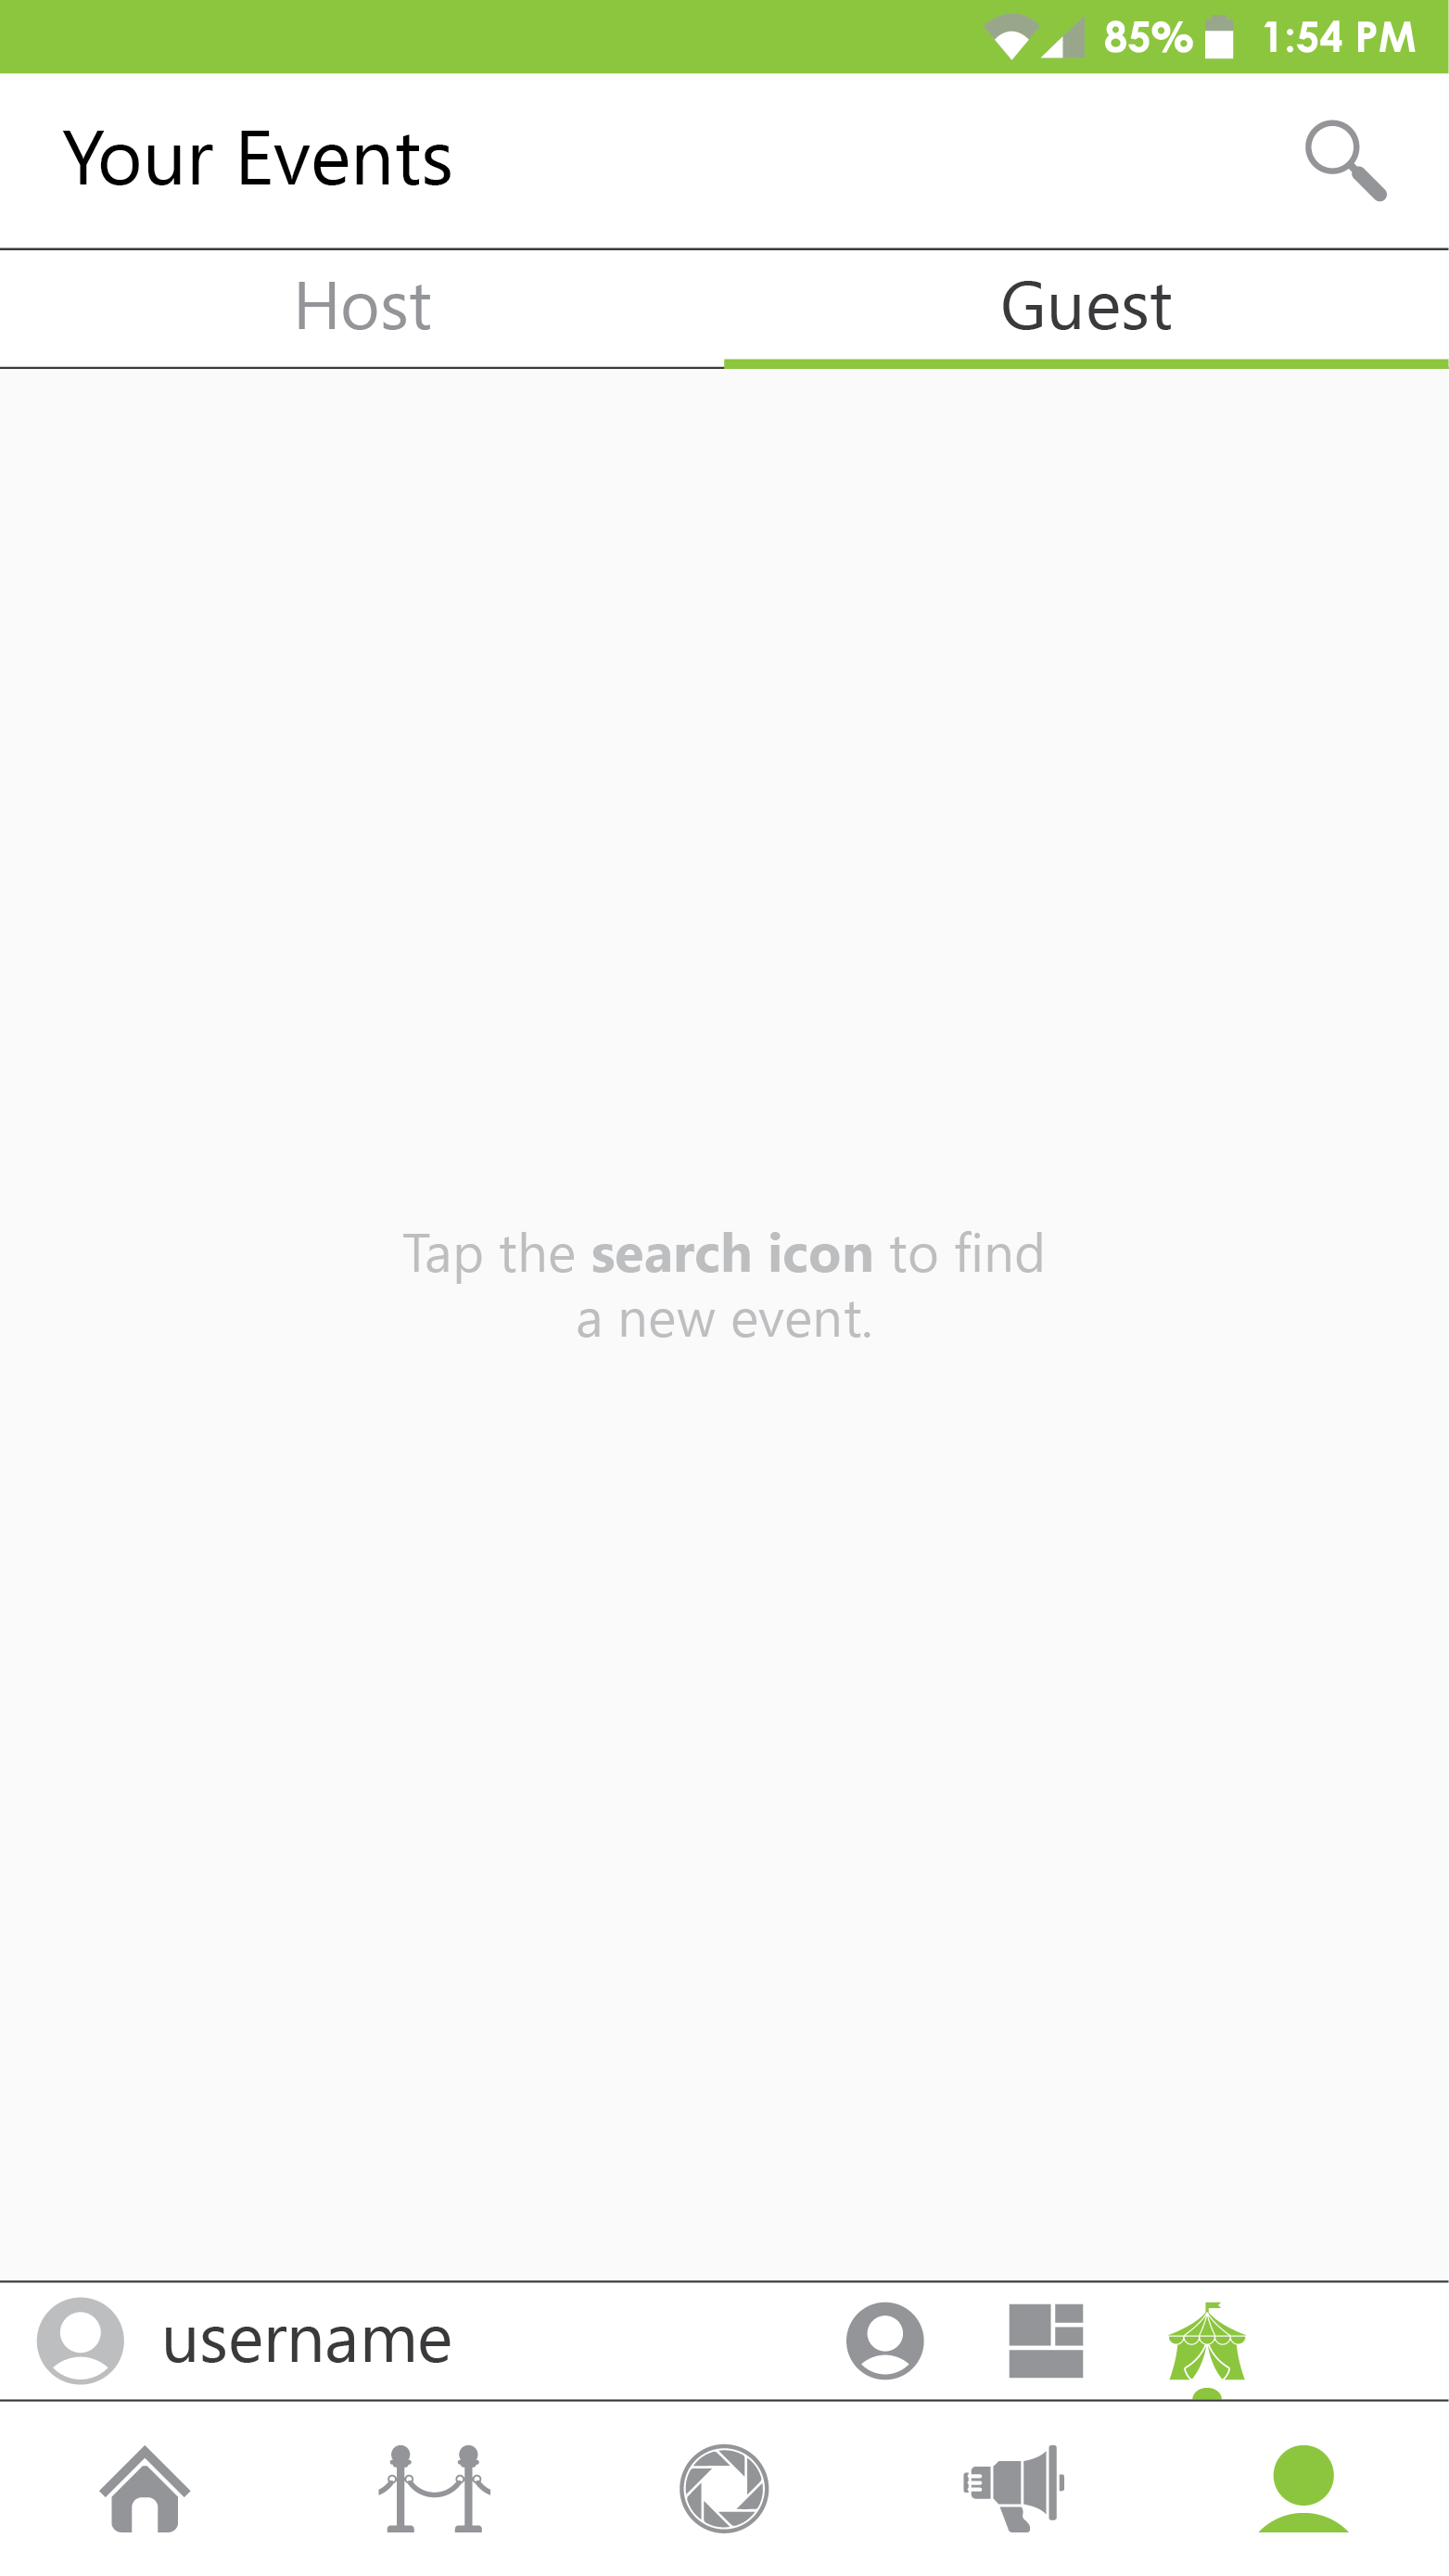 85% 1:54 PM
Your Events
Host Guest
Tap the search icon to find
a new event.
username